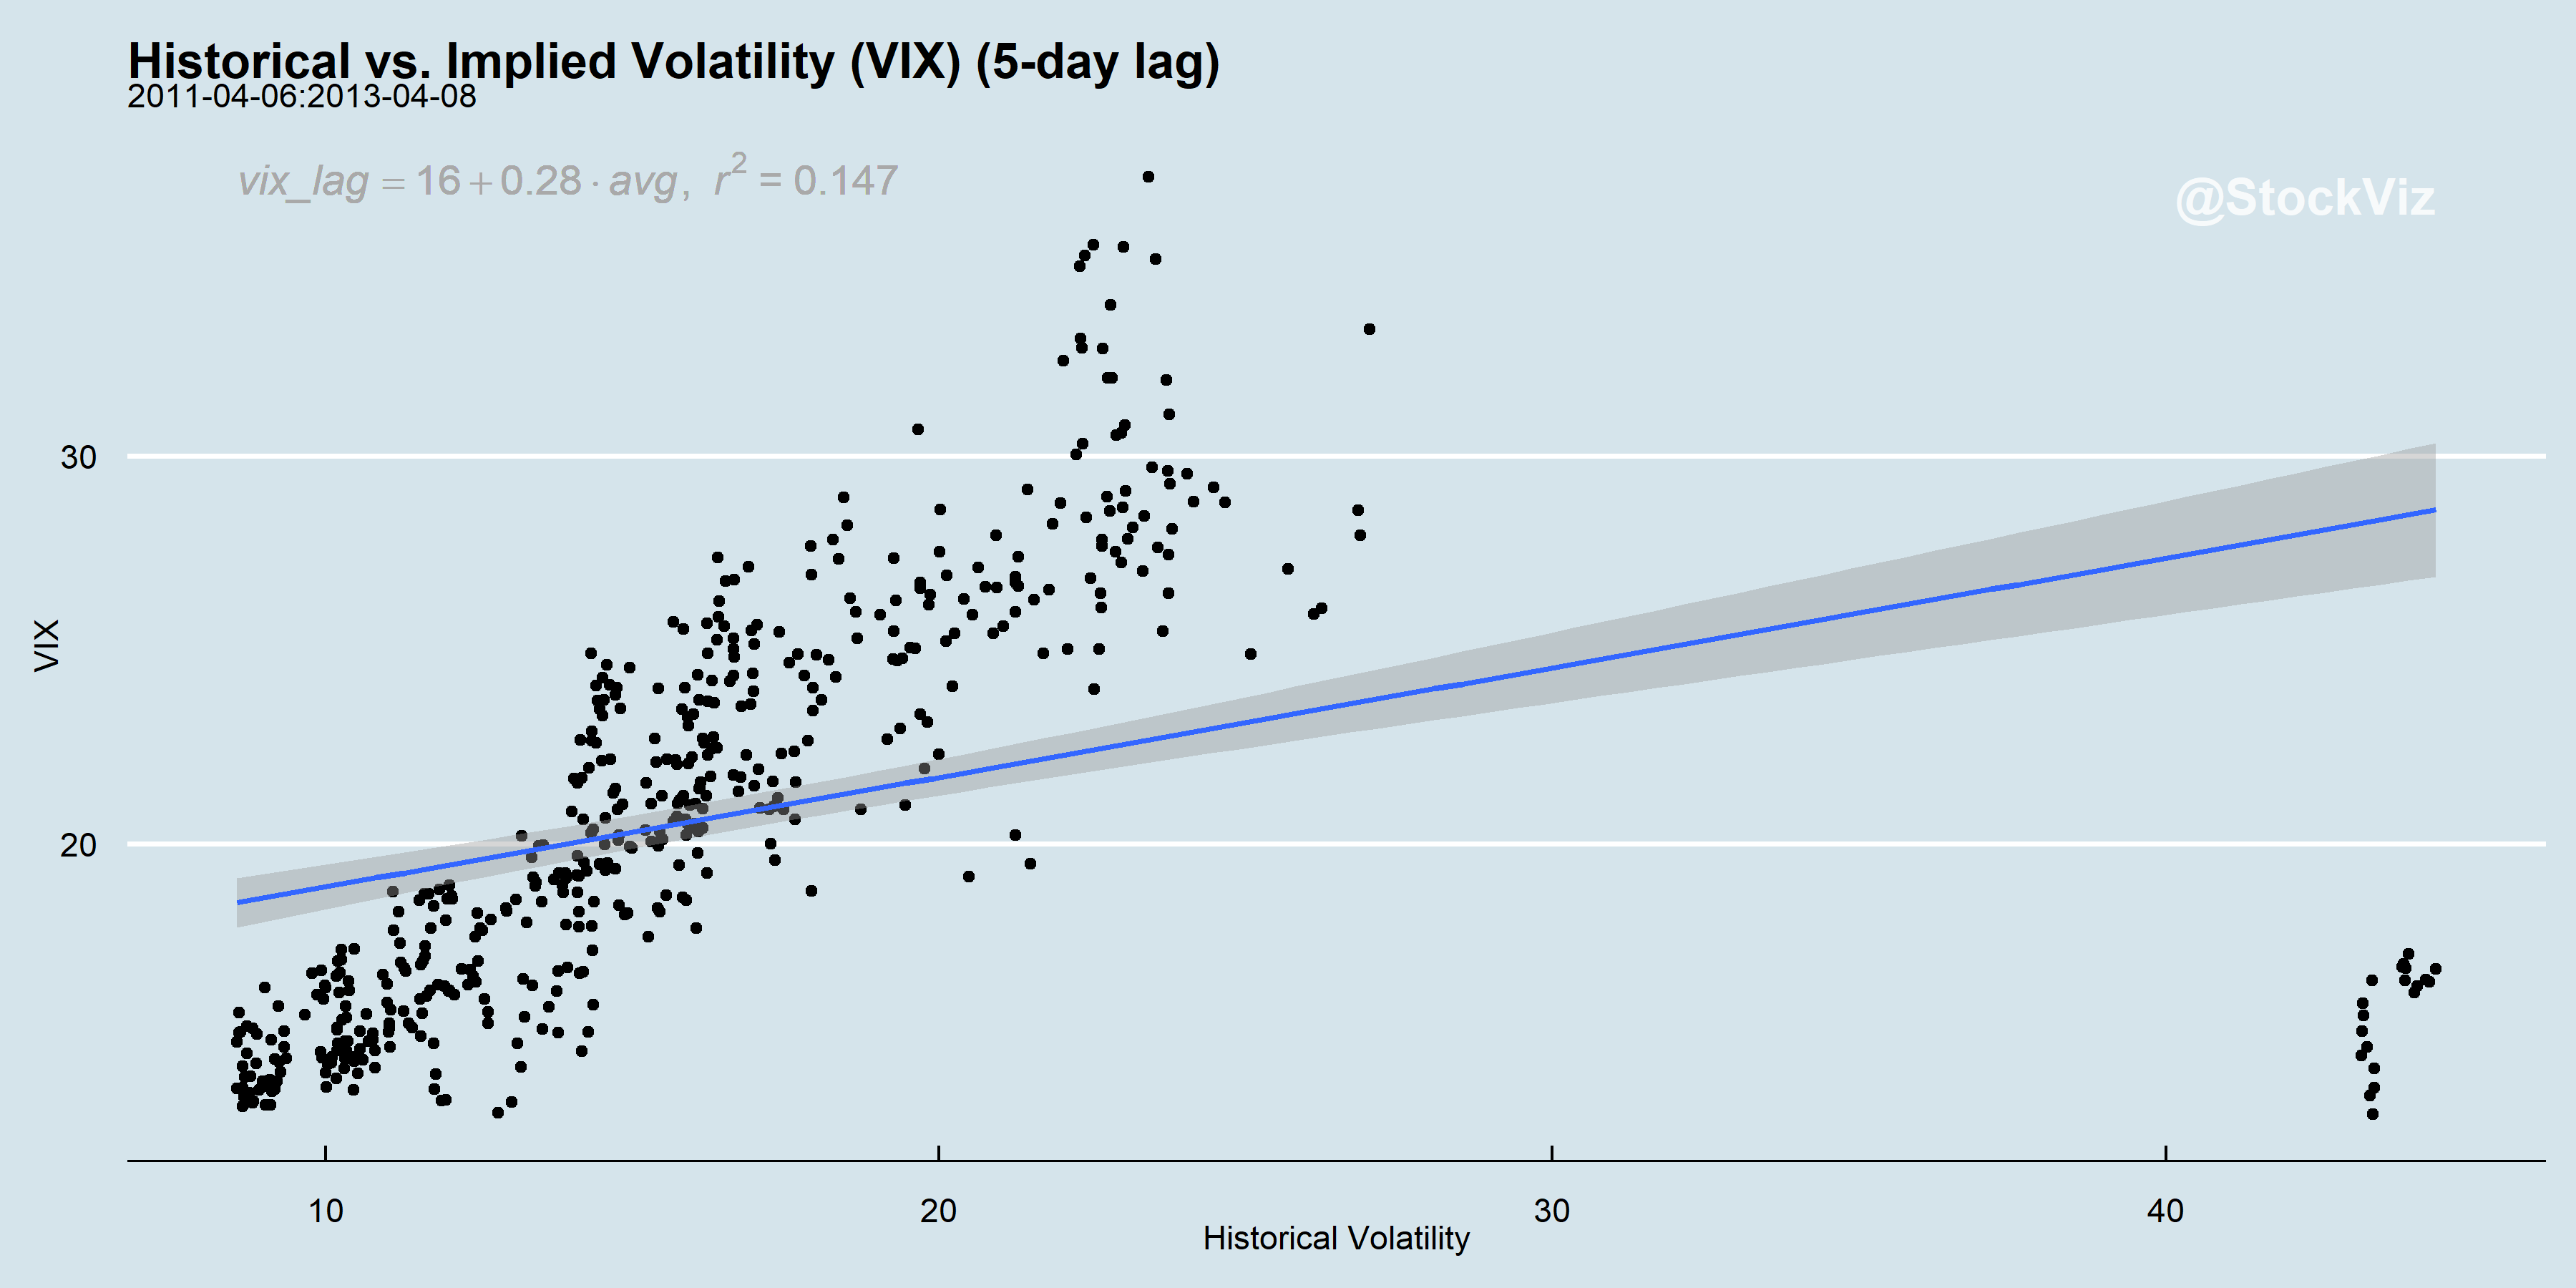 Historical vs. Implied Volatility (VIX) (5-day lag)
2011-04-06:2013-04-08
vix_lag = 16 + 0.28 · avg, r² = 0.147
@StockViz
30
20
VIX
10 20 30 40
Historical Volatility